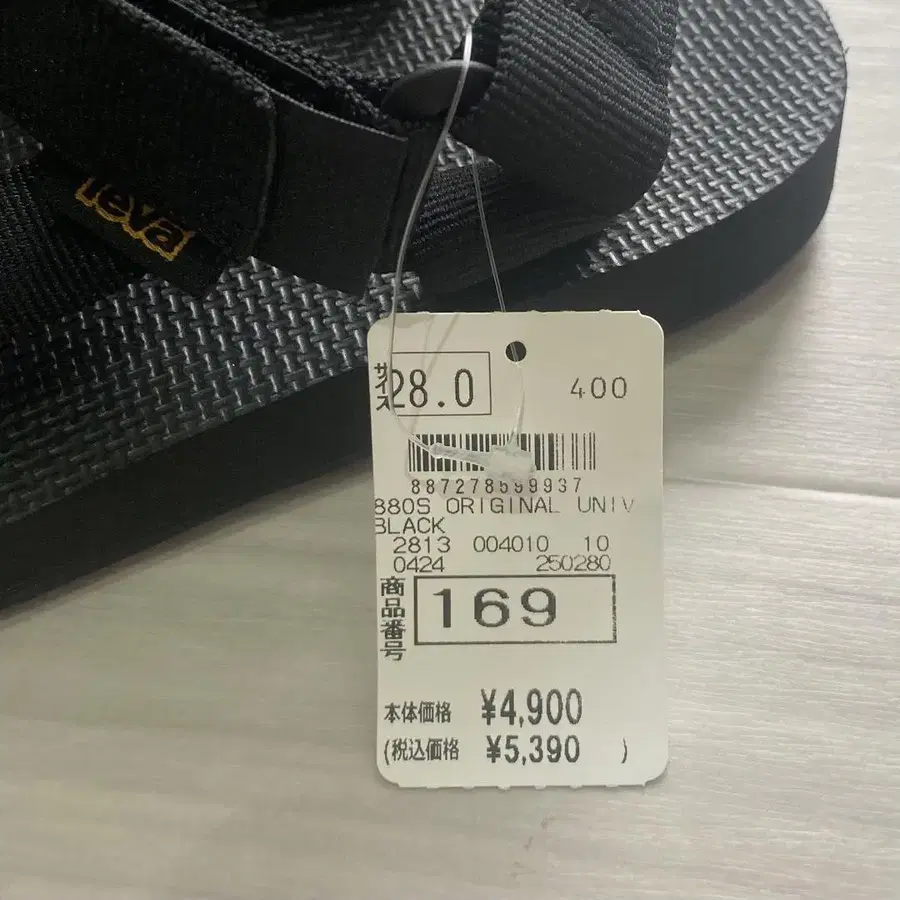 Teva
サイズ 28.0 400
887278599937
880S ORIGINAL UNIV
BLACK
2813 004010 10
0424 250280
商品番号 169
本体価格 ¥4,900
(税込価格 ¥5,390 )